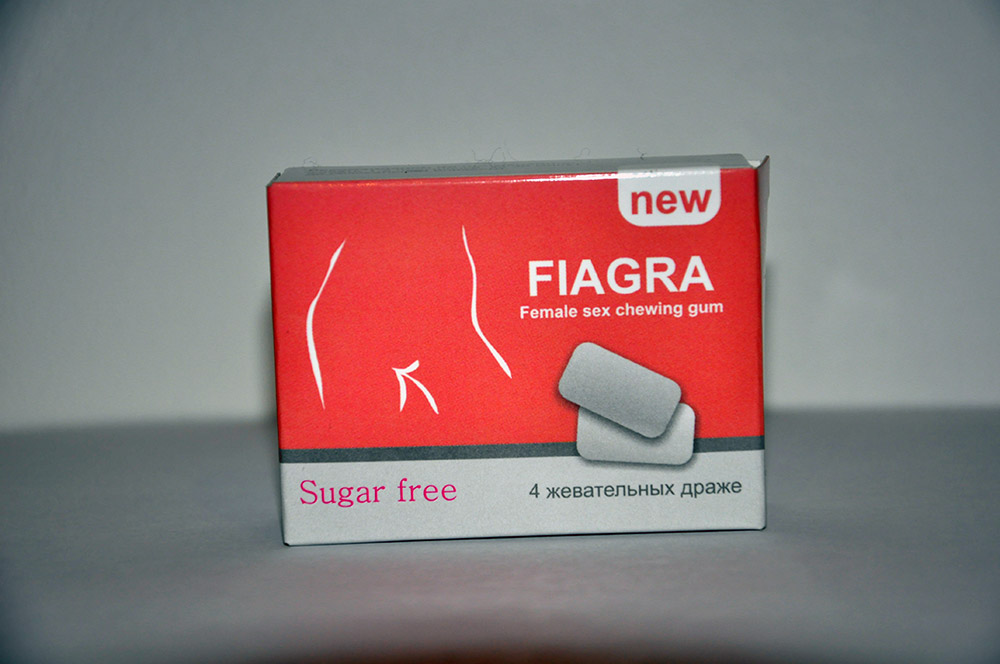 new
FIAGRA
Female sex chewing gum
Sugar free
4 жевательных драже